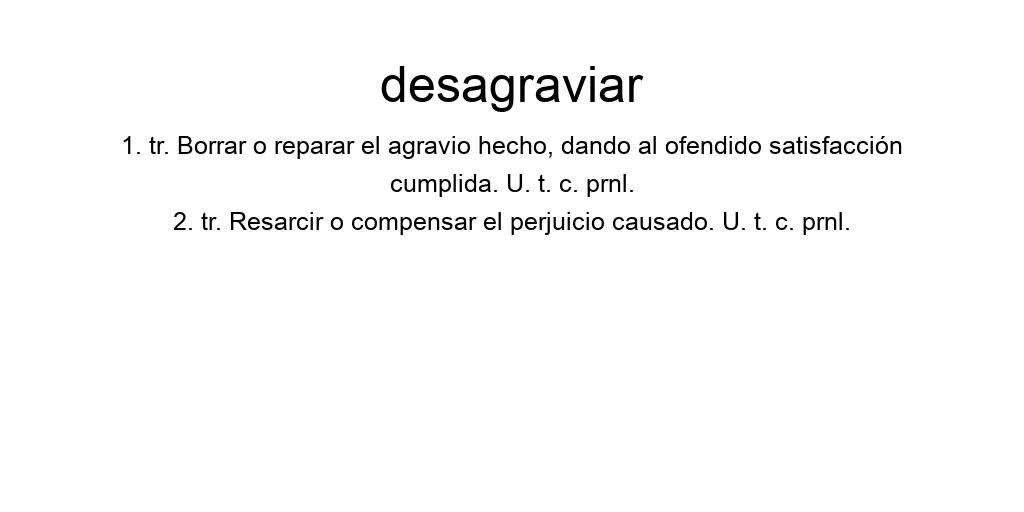 desagraviar
1. tr. Borrar o reparar el agravio hecho, dando al ofendido satisfacción
cumplida. U. t. c. prnl.
2. tr. Resarcir o compensar el perjuicio causado. U. t. c. prnl.